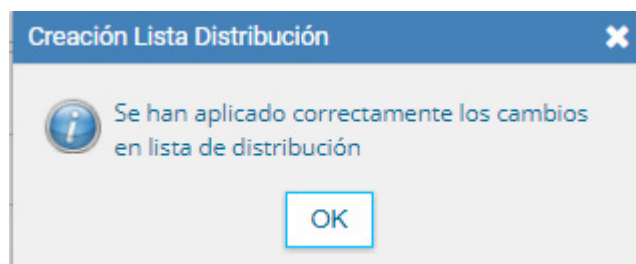 Creación Lista Distribución
Se han aplicado correctamente los cambios
en lista de distribución
OK